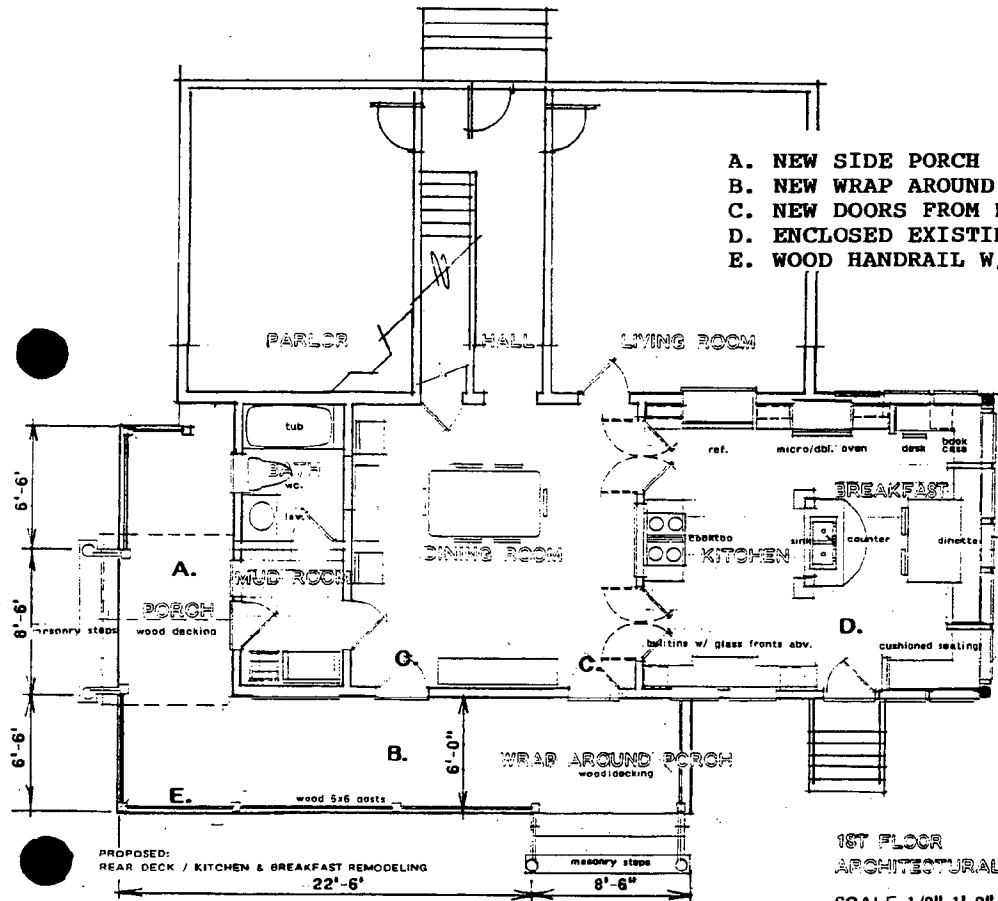 A. NEW SIDE PORCH
B. NEW WRAP AROUND
C. NEW DOORS FROM
D. ENCLOSED
E. WOOD HANDRAIL
PARLOR
HALL
LIVING ROOM
tub
BATH
wc.
lav.
ref.
micro/dbl. oven
desk
book
case
BREAKFAST
DINING ROOM
cooktop
KITCHEN
sink
counter
dinette
6'-6"
A.
MUD ROOM
PORCH
wood decking
masonry steps
8'-6"
D.
builtins w/ glass fronts abv.
cushioned seating
C.
C.
6'-6"
B.
6'-0"
WRAP AROUND PORCH
wood decking
E.
wood 6x6 posts
PROPOSED:
REAR DECK / KITCHEN & BREAKFAST REMODELING
masonry steps
22'-6"
8'-6"
1ST FLOOR
ARCHITECTURAL